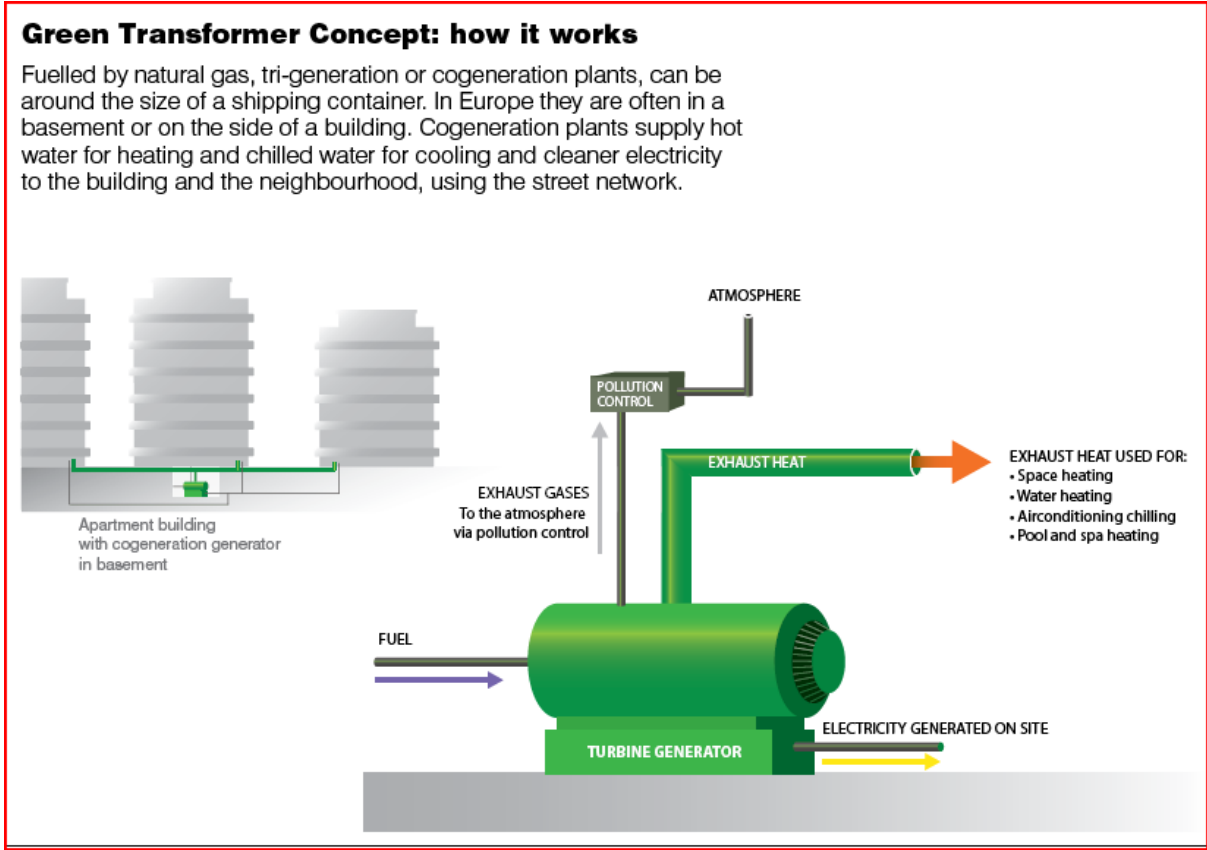 Green Transformer Concept: how it works
Fuelled by natural gas, tri-generation or cogeneration plants, can be
around the size of a shipping container. In Europe they are often in a
basement or on the side of a building. Cogeneration plants supply hot
water for heating and chilled water for cooling and cleaner electricity
to the building and the neighbourhood, using the street network.
ATMOSPHERE
POLLUTION
CONTROL
EXHAUST HEAT
EXHAUST HEAT USED FOR:
• Space heating
• Water heating
• Airconditioning chilling
• Pool and spa heating
EXHAUST GASES
To the atmosphere
via pollution control
Apartment building
with cogeneration generator
in basement
FUEL
ELECTRICITY GENERATED ON SITE
TURBINE GENERATOR